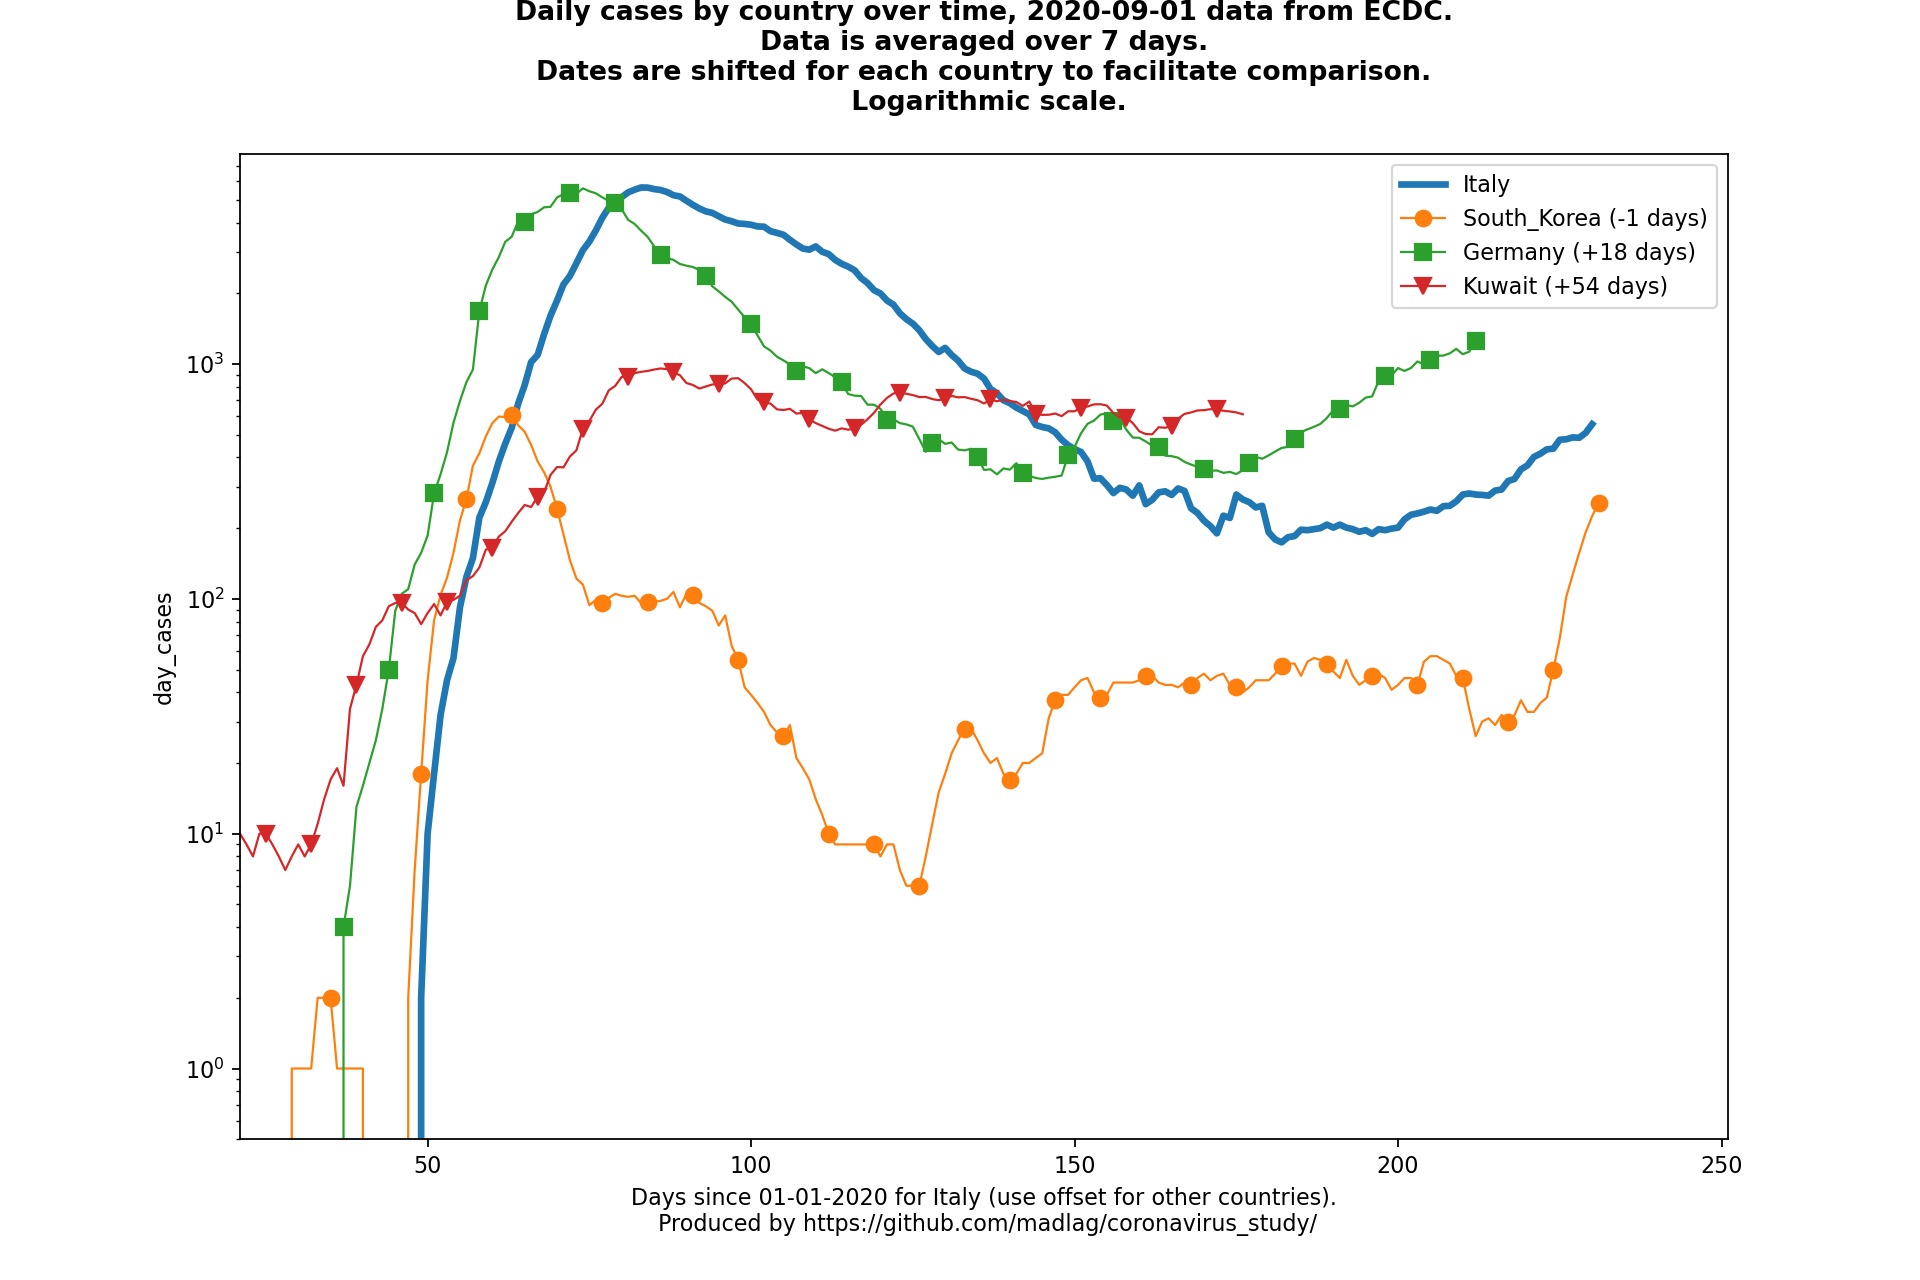 Daily cases by country over time, 2020-09-01 data from ECDC.
Data is averaged over 7 days.
Dates are shifted for each country to facilitate comparison.
Logarithmic scale.
Italy
South_Korea (-1 days)
Germany (+18 days)
Kuwait (+54 days)
day_cases
10³
10²
10¹
10⁰
50
100
150
200
250
Days since 01-01-2020 for Italy (use offset for other countries).
Produced by https://github.com/madlag/coronavirus_study/